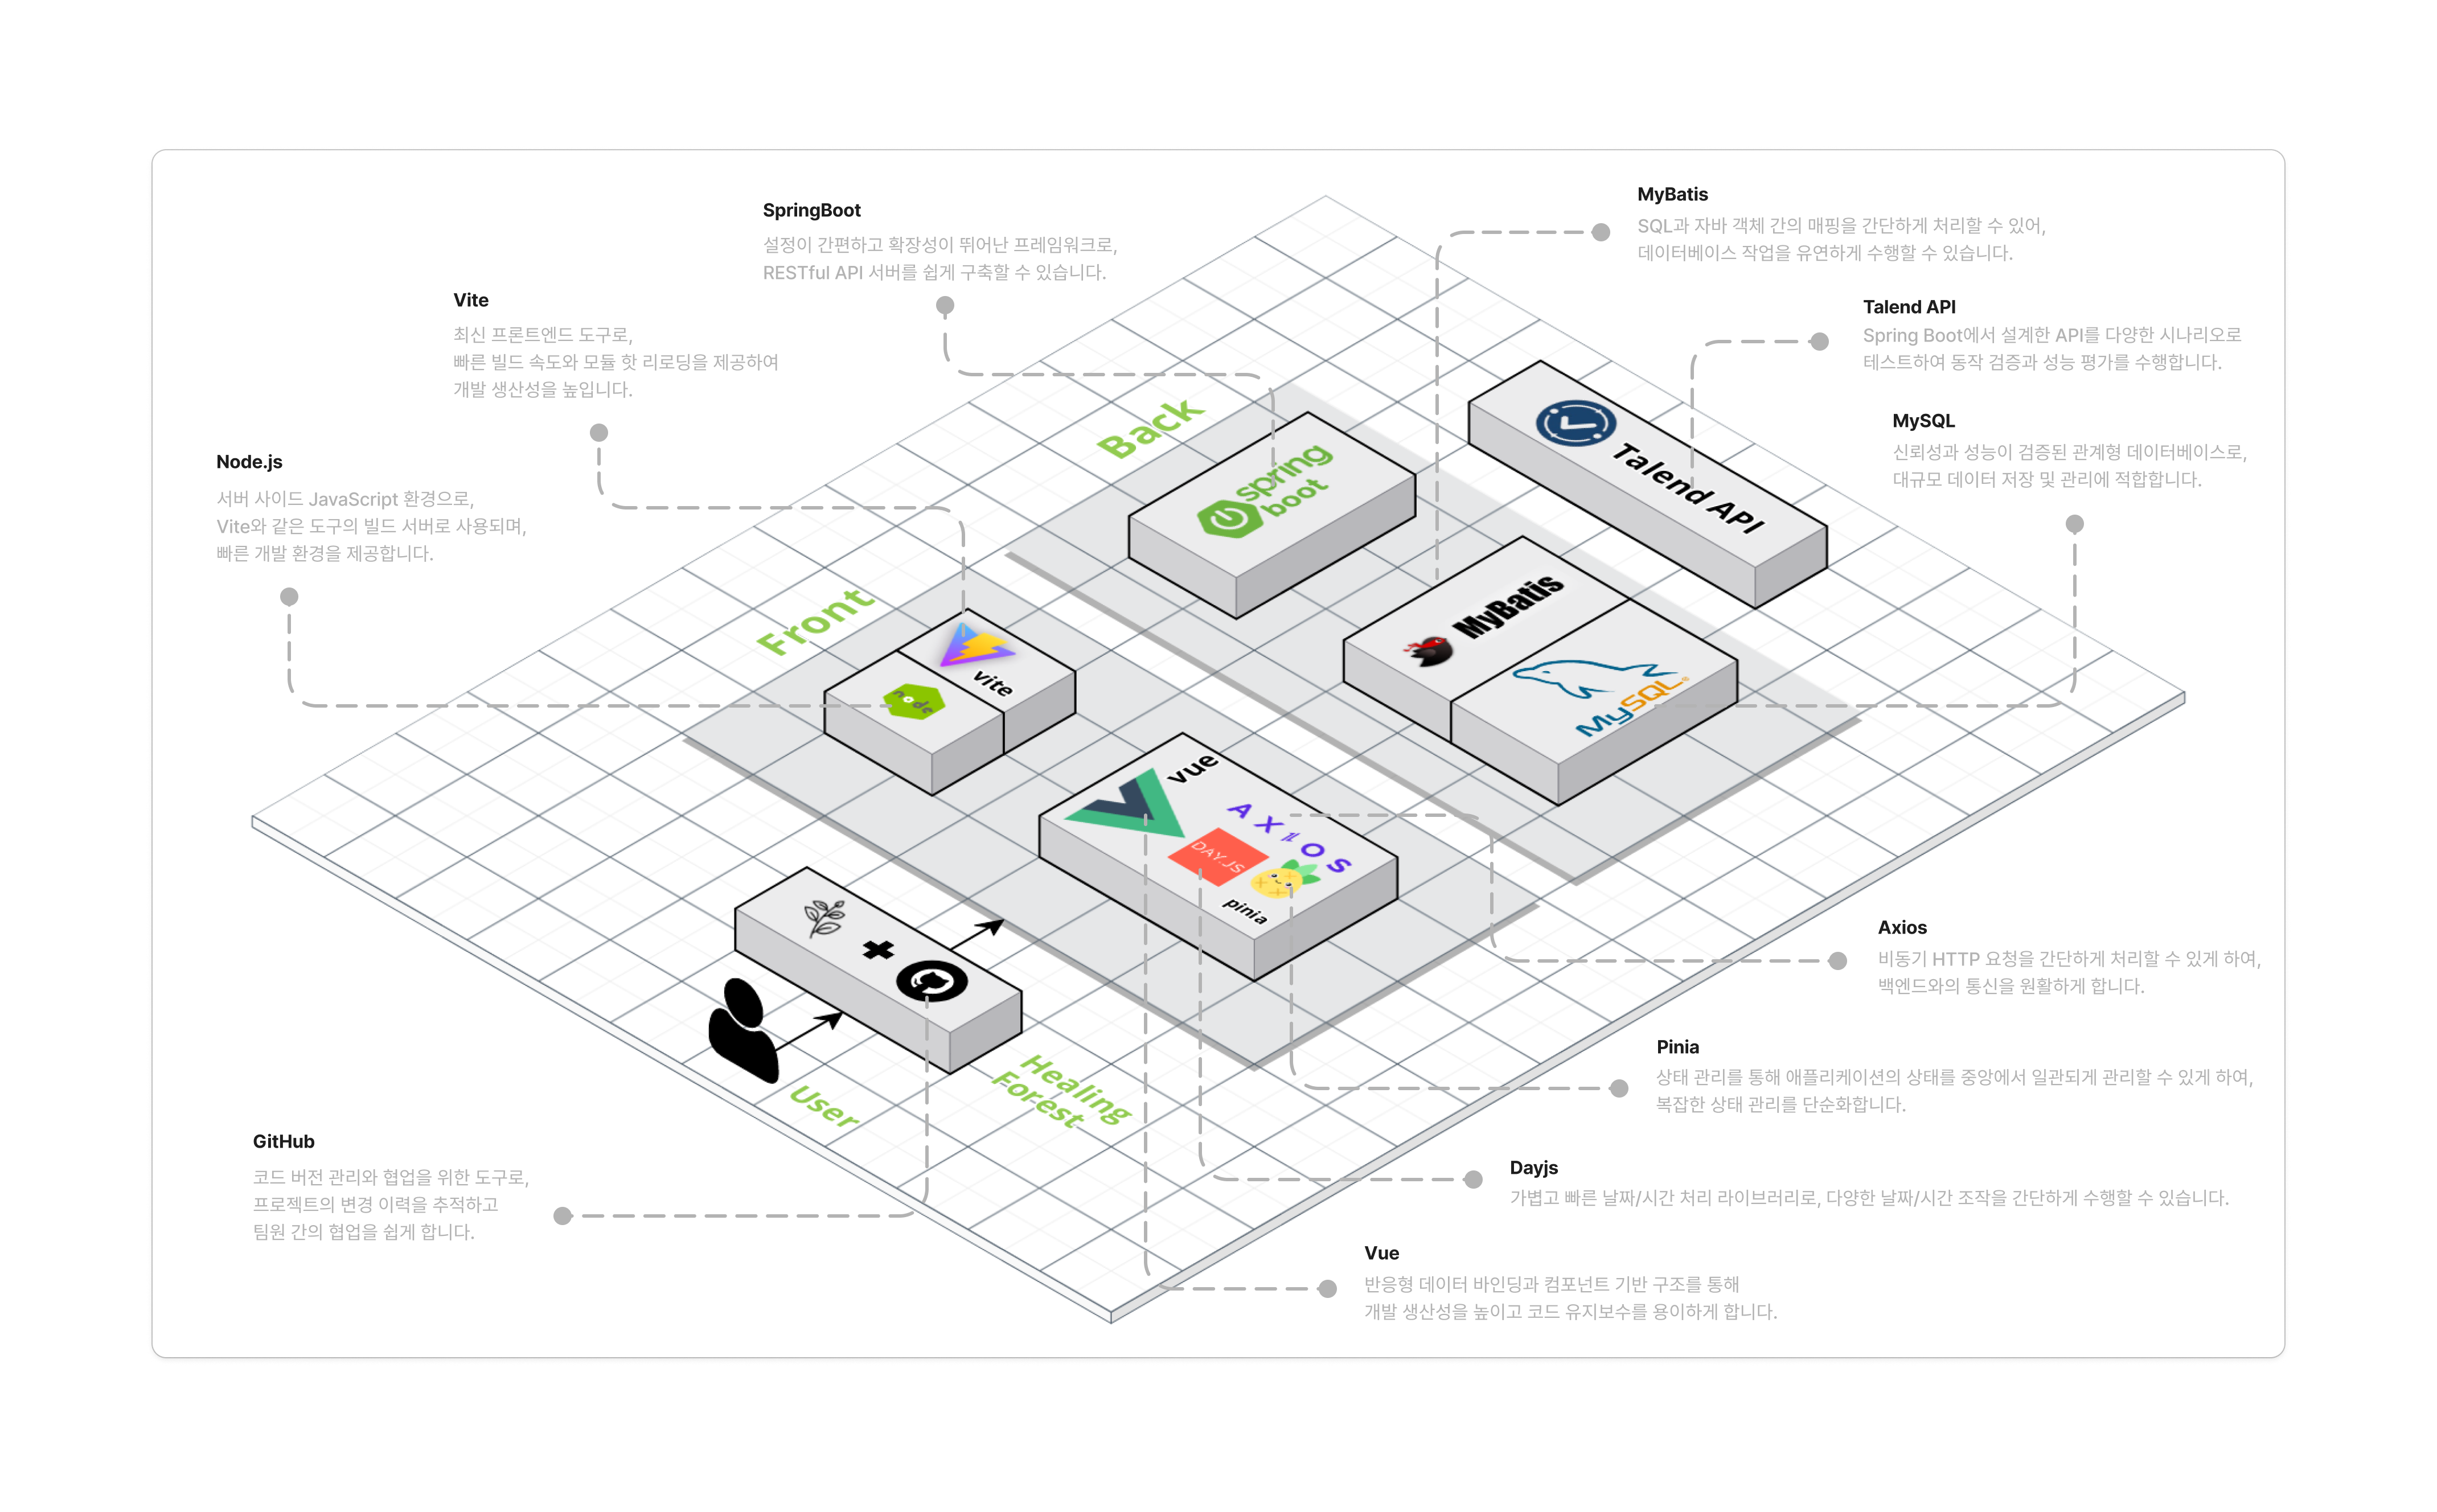 SpringBoot
설정이 간편하고 확장성이 뛰어난 프레임워크로,
RESTful API 서버를 쉽게 구축할 수 있습니다.
MyBatis
SQL과 자바 객체 간의 매핑을 간단하게 처리할 수 있어,
데이터베이스 작업을 유연하게 수행할 수 있습니다.
Vite
최신 프론트엔드 도구로,
빠른 빌드 속도와 모듈 핫 리로딩을 제공하여
개발 생산성을 높입니다.
Talend API
Spring Boot에서 설계한 API를 다양한 시나리오로
테스트하여 동작 검증과 성능 평가를 수행합니다.
Node.js
서버 사이드 JavaScript 환경으로,
Vite와 같은 도구의 빌드 서버로 사용되며,
빠른 개발 환경을 제공합니다.
MySQL
신뢰성과 성능이 검증된 관계형 데이터베이스로,
대규모 데이터 저장 및 관리에 적합합니다.
Back
spring
boot
Talend API
Front
vite
node
MyBatis
MySQL®
vue
AXIOS
DAY.JS
pinia
User
Healing
Forest
Axios
비동기 HTTP 요청을 간단하게 처리할 수 있게 하여,
백엔드와의 통신을 원활하게 합니다.
Pinia
상태 관리를 통해 애플리케이션의 상태를 중앙에서 일관되게 관리할 수 있게 하여,
복잡한 상태 관리를 단순화합니다.
GitHub
코드 버전 관리와 협업을 위한 도구로,
프로젝트의 변경 이력을 추적하고
팀원 간의 협업을 쉽게 합니다.
Dayjs
가볍고 빠른 날짜/시간 처리 라이브러리로, 다양한 날짜/시간 조작을 간단하게 수행할 수 있습니다.
Vue
반응형 데이터 바인딩과 컴포넌트 기반 구조를 통해
개발 생산성을 높이고 코드 유지보수를 용이하게 합니다.